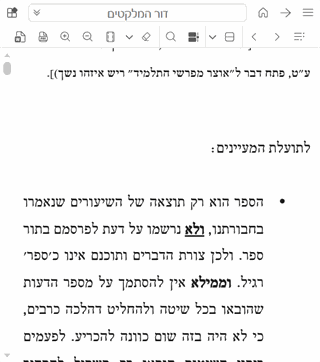 דור המלקטים
ע״ט, פתח דבר ל״אוצר מפרשי התלמיד״ ריש איזהו נשך)].
לתועלת המעיינים:
• הספר הוא רק תוצאה של השיעורים שנאמרו
בחבורתנו, ולא נרשמו על דעת לפרסמם בתור
ספר. ולכן צורת הדברים ותוכנם אינו כ׳ספר׳
רגיל. וממילא אין להסתמך על מספר הדעות
שהובאו בכל שיטה ולהחליט דהלכה כרבים,
כי לא היה בזה שום כוונה להכריע. לפעמים